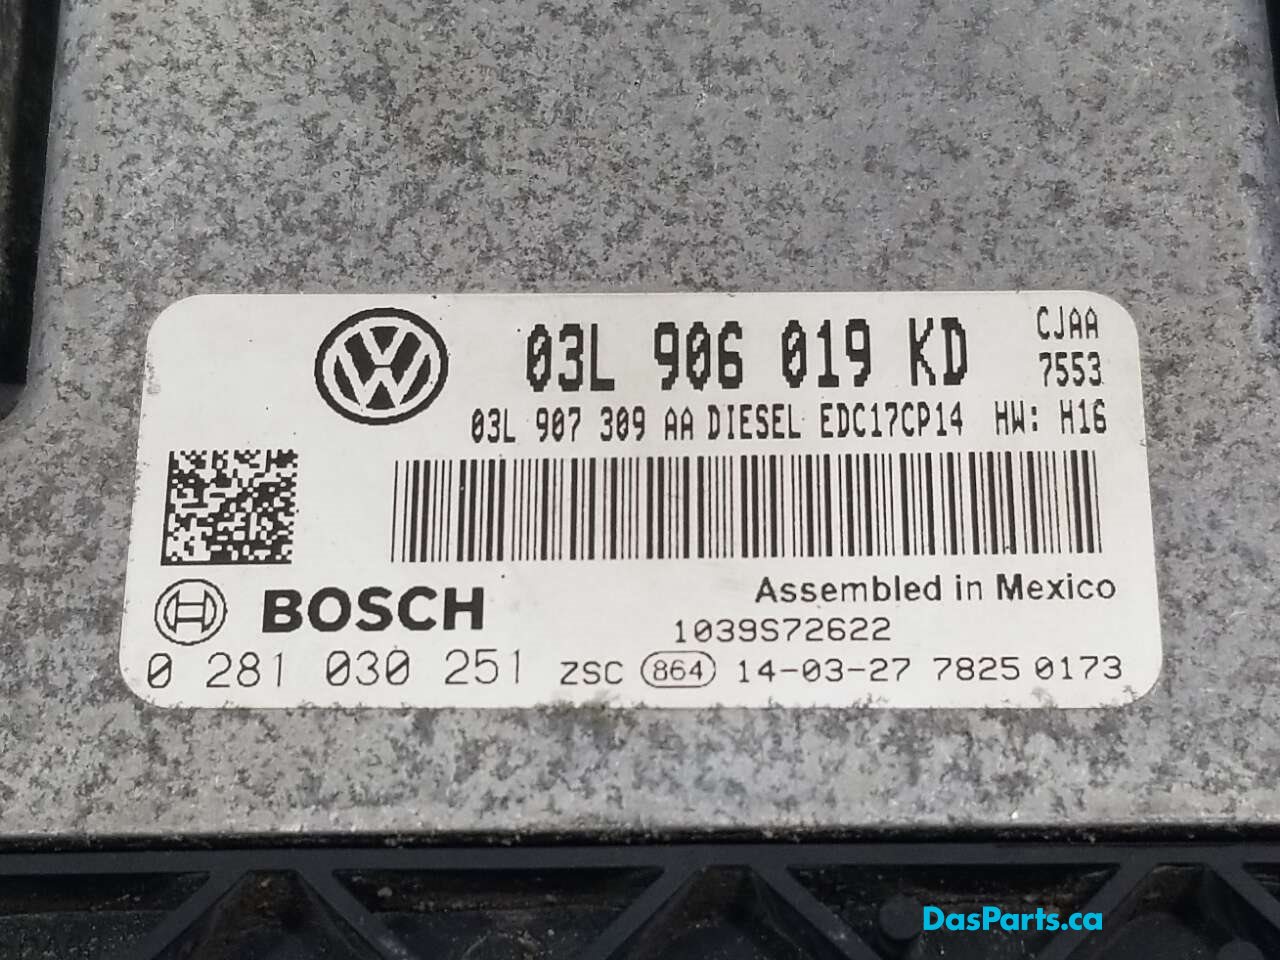 03L 906 019 KD
CJAA
7553
03L 907 309 AA DIESEL EDC17CP14 HW: H16
BOSCH
Assembled in Mexico
1039S72622
0 281 030 251 ZSC 864 14-03-27 7825 0173
DasParts.ca